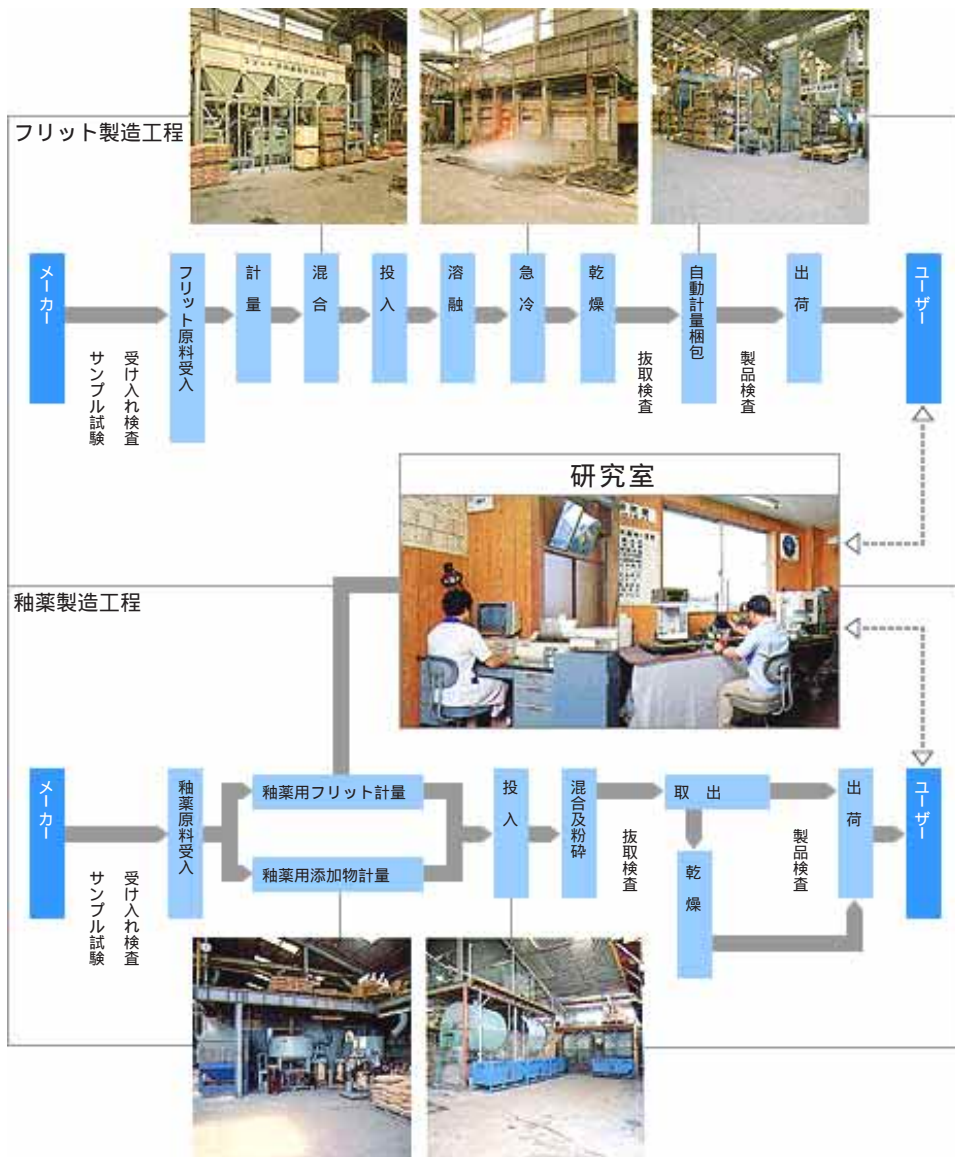 フリット製造工程
メーカー
サンプル試験
受け入れ検査
フリット原料受入
計量
混合
投入
溶融
急冷
乾燥
抜取検査
自動計量梱包
製品検査
出荷
ユーザー
研究室
釉薬製造工程
メーカー
サンプル試験
受け入れ検査
釉薬原料受入
釉薬用フリット計量
釉薬用添加物計量
投入
混合及粉砕
抜取検査
取 出
乾燥
製品検査
出荷
ユーザー